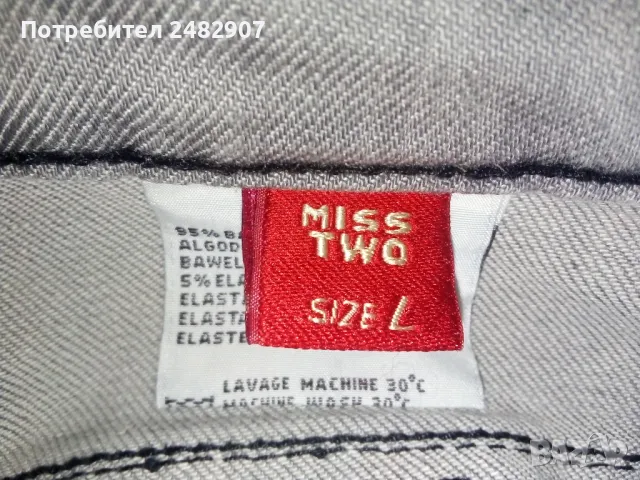 Потребител 2482907
MISS
TWO
SIZE L
95% BA
ALGOD
BAWEL
5% ELA
ELASTA
ELASTA
ELASTE
LAVAGE MACHINE 30°C
MACHINE WASH 30°C